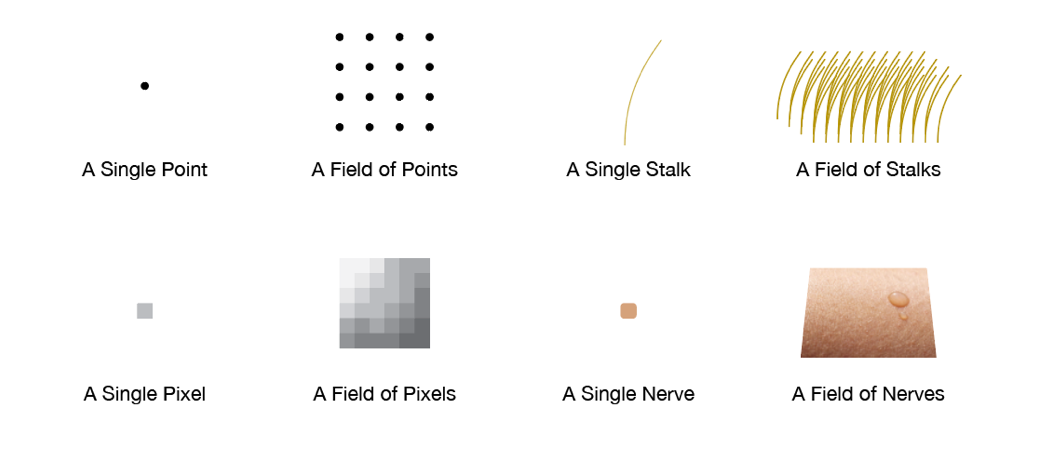 A Single Point
A Field of Points
A Single Stalk
A Field of Stalks
A Single Pixel
A Field of Pixels
A Single Nerve
A Field of Nerves